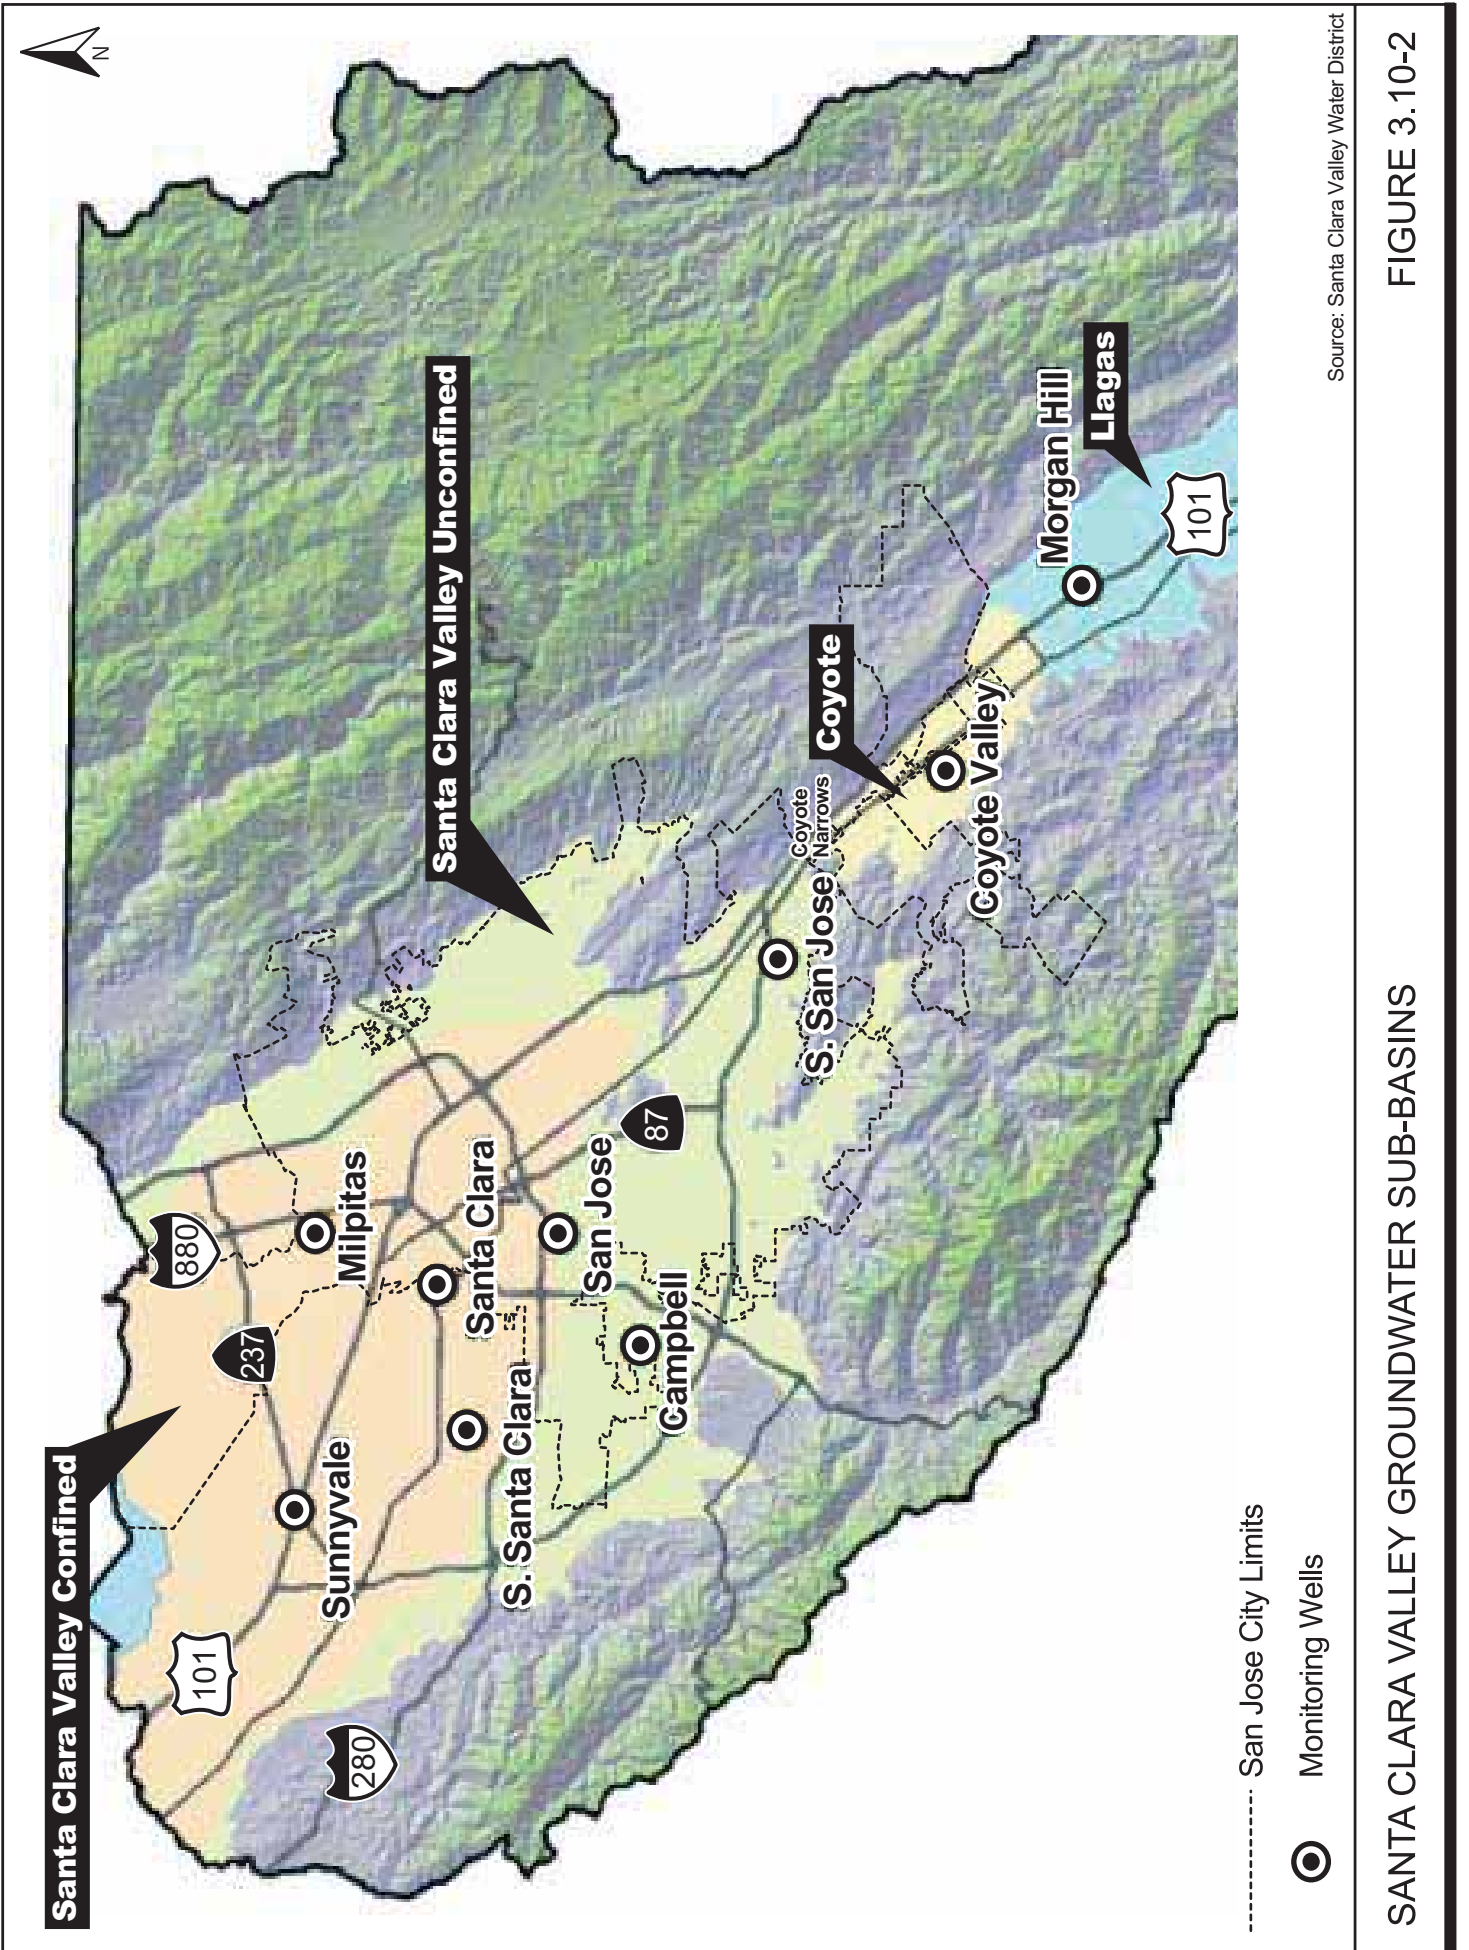 Santa Clara Valley Confined
Santa Clara Valley Unconfined
880
237
101
280
Milpitas
Sunnyvale
Santa Clara
S. Santa Clara
San Jose
Campbell
87
S. San Jose
Coyote
Narrows
Coyote
Coyote Valley
Morgan Hill
Llagas
101
N
San Jose City Limits
Monitoring Wells
Source: Santa Clara Valley Water District
SANTA CLARA VALLEY GROUNDWATER SUB-BASINS
FIGURE 3.10-2